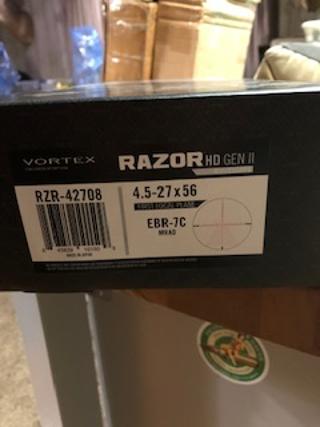 VORTEX
RAZOR HD GEN II
RZR-42708
4.5-27x56
FIRST FOCAL PLANE
EBR-7C
MRAD
MADE IN JAPAN